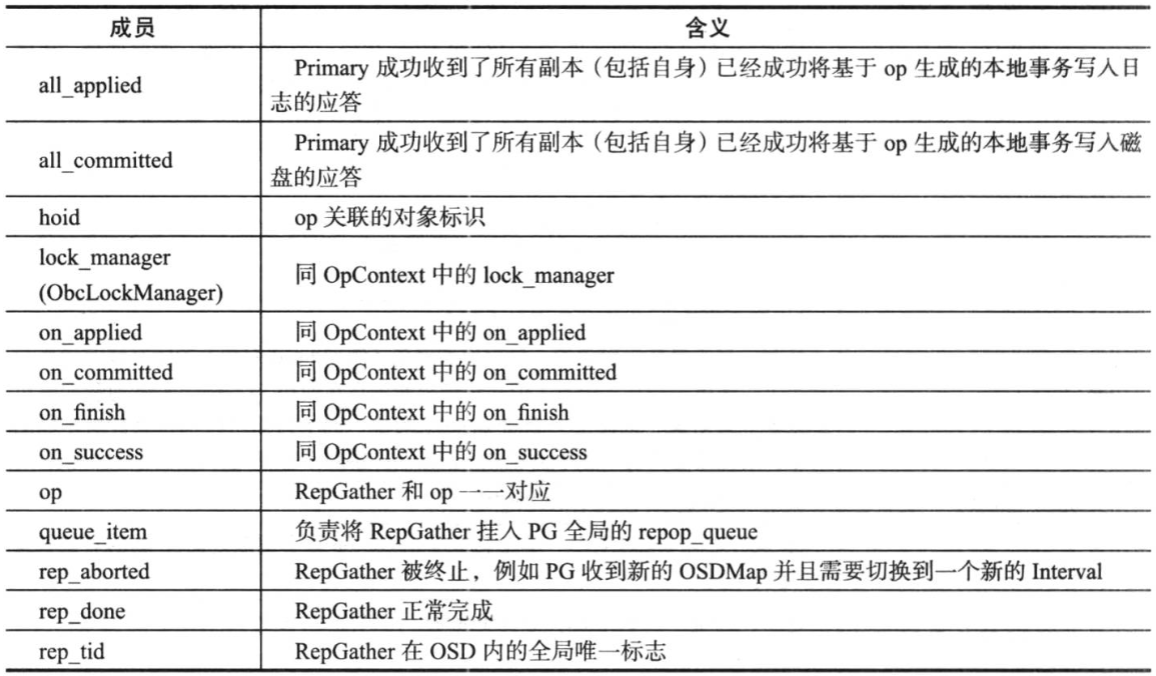 成员 含义
all_applied Primary 成功收到了所有副本（包括自身）已经成功将基于 op 生成的本地事务写入日
志的应答
all_committed Primary 成功收到了所有副本（包括自身）已经成功将基于 op 生成的本地事务写入磁
盘的应答
hoid op 关联的对象标识
lock_manager
(ObcLockManager) 同 OpContext 中的 lock_manager
on_applied 同 OpContext 中的 on_applied
on_committed 同 OpContext 中的 on_committed
on_finish 同 OpContext 中的 on_finish
on_success 同 OpContext 中的 on_success
op RepGather 和 op 一一对应
queue_item 负责将 RepGather 挂入 PG 全局的 repop_queue
rep_aborted RepGather 被终止，例如 PG 收到新的 OSDMap 并且需要切换到一个新的 Interval
rep_done RepGather 正常完成
rep_tid RepGather 在 OSD 内的全局唯一标志